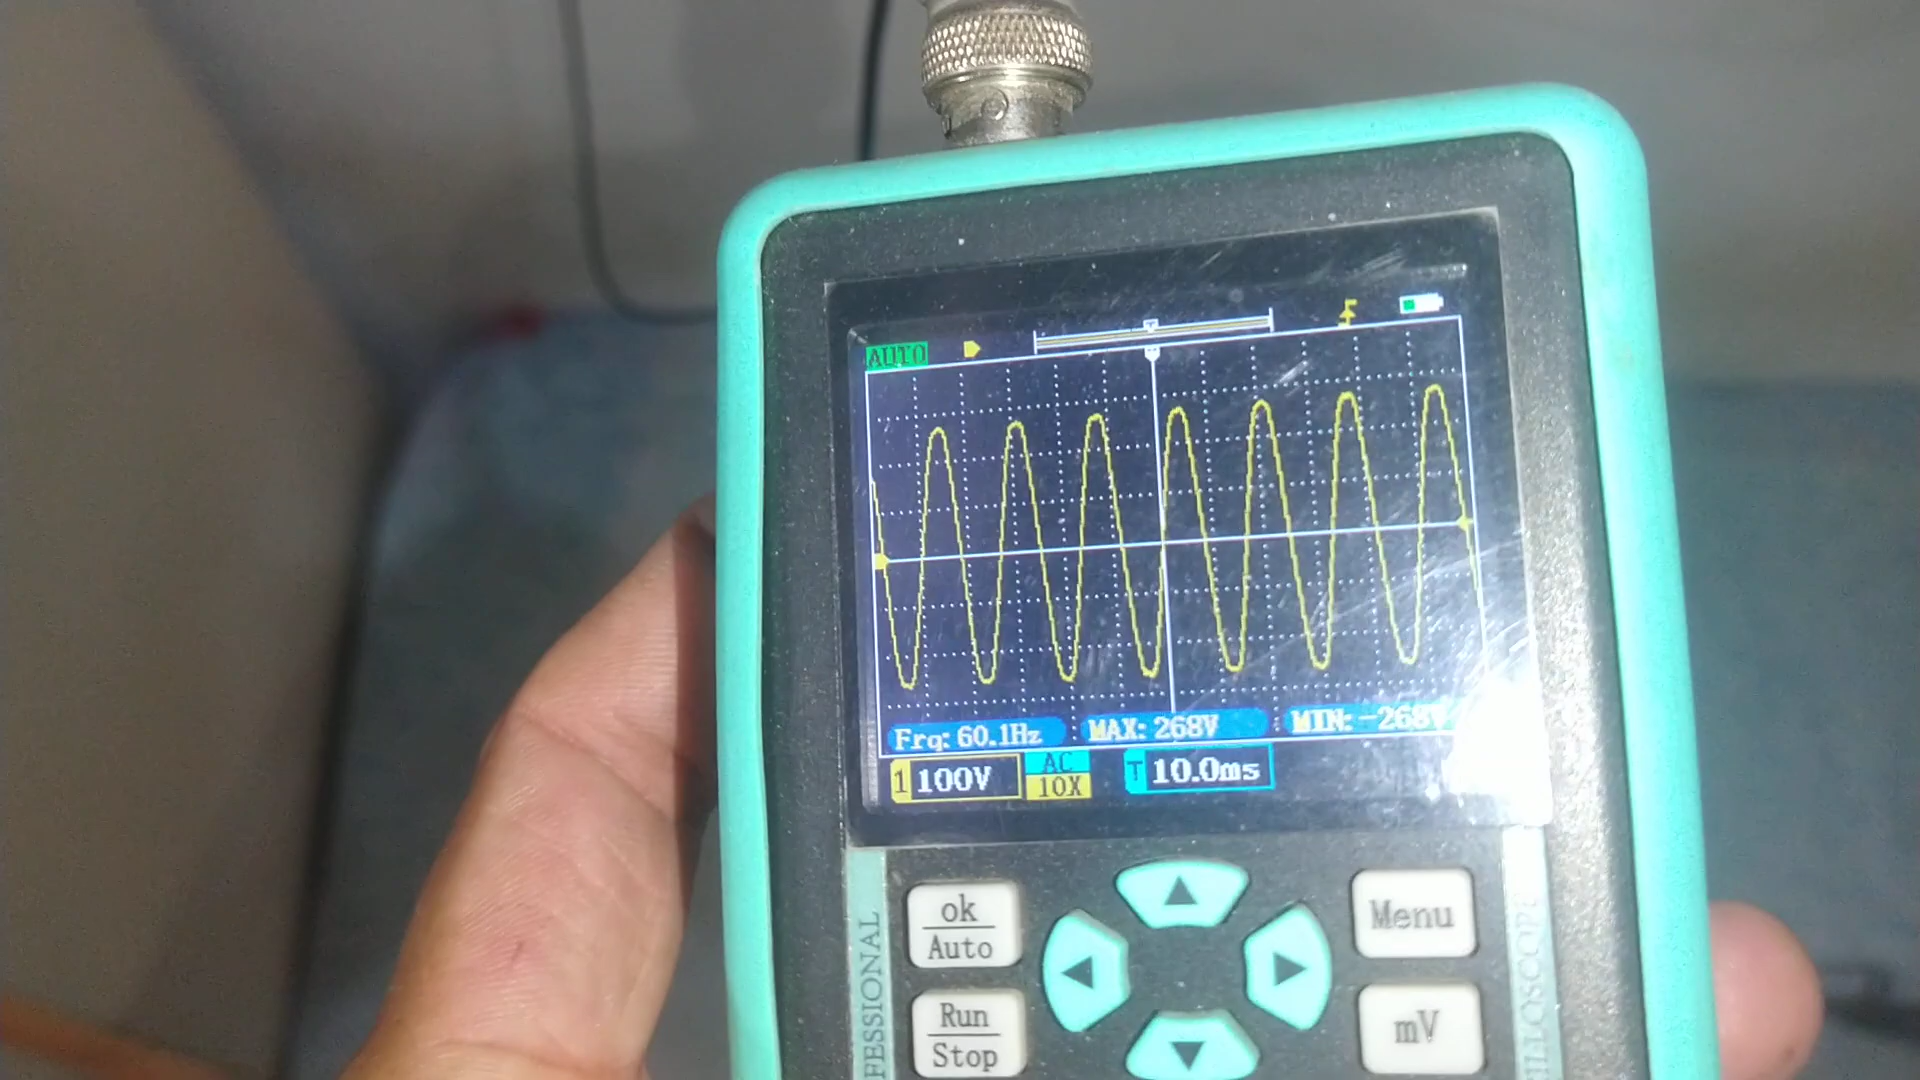 AUTO
Frq: 60.1Hz MAX: 268V MIN: -268V
1 100V AC 10X T 10.0ms
ok
Auto
Menu
Run
Stop
mV